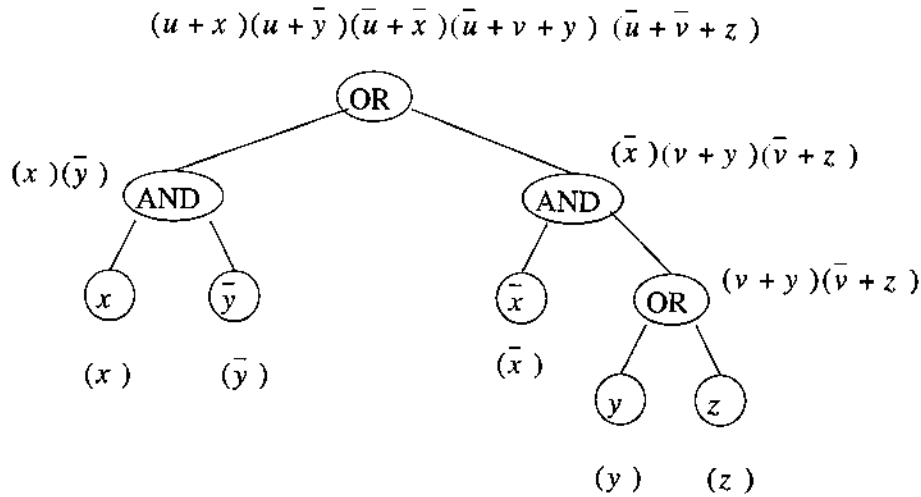 (u + x)(u + ȳ)(ū + x̄)(ū + v + y) (ū + v̄ + z)
OR
(x)(ȳ)
(x̄)(v + y)(v̄ + z)
AND
AND
x
ȳ
x̄
OR
(v + y)(v̄ + z)
(x)
(ȳ)
(x̄)
y
z
(y)
(z)